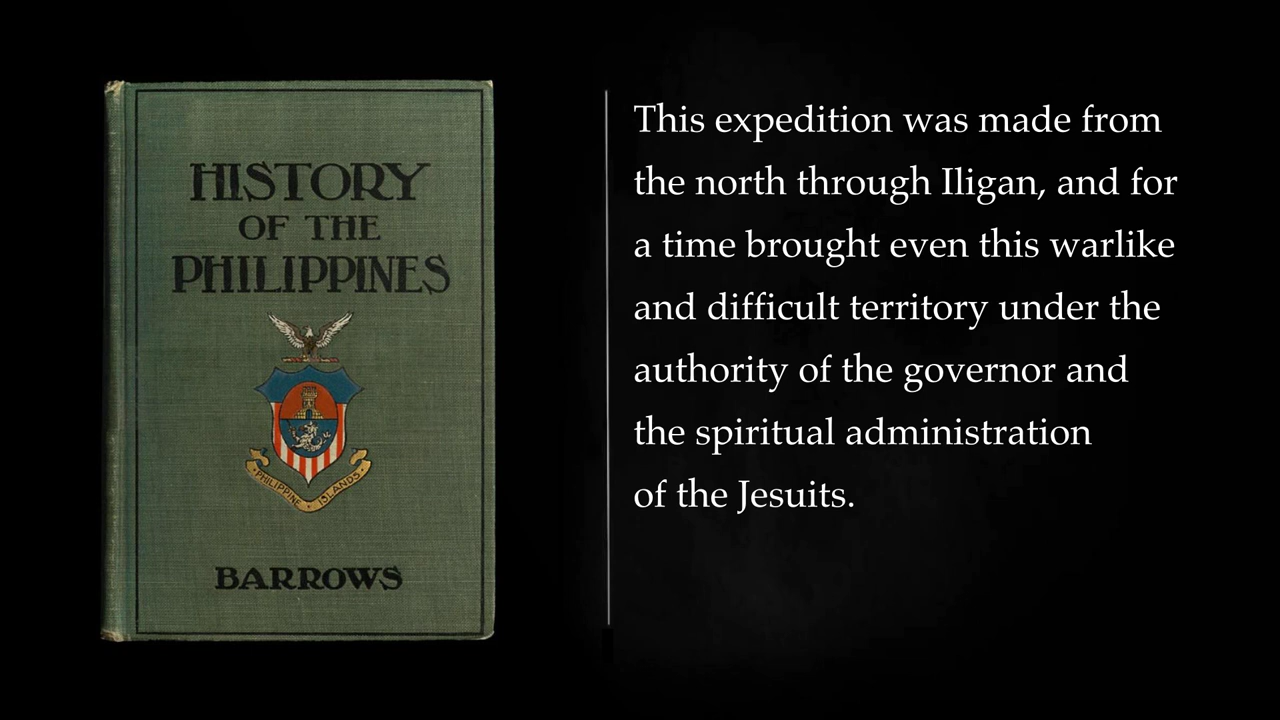 HISTORY
OF THE
PHILIPPINES
PHILIPPINE ISLANDS
BARROWS
This expedition was made from
the north through Iligan, and for
a time brought even this warlike
and difficult territory under the
authority of the governor and
the spiritual administration
of the Jesuits.